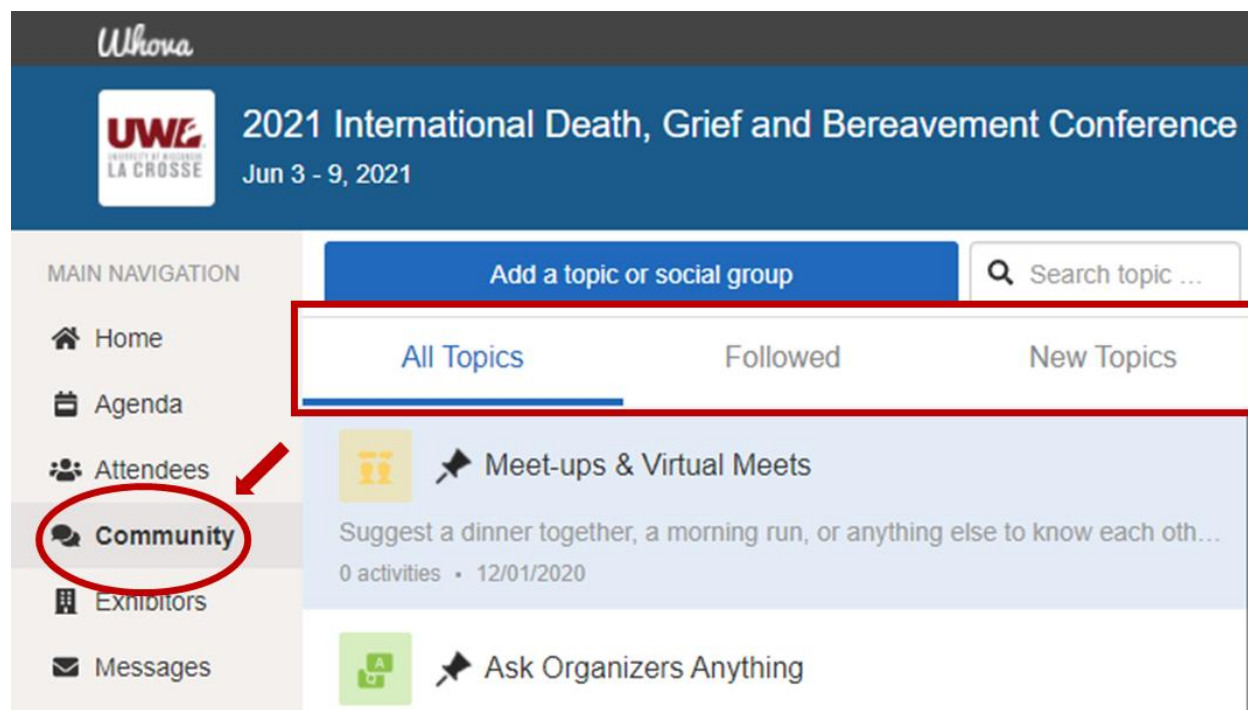 Whova
UWL
UNIVERSITY OF WISCONSIN
LA CROSSE
2021 International Death, Grief and Bereavement Conference
Jun 3 - 9, 2021
MAIN NAVIGATION
Home
Agenda
Attendees
Community
Exhibitors
Messages
Add a topic or social group
Search topic ...
All Topics
Followed
New Topics
Meet-ups & Virtual Meets
Suggest a dinner together, a morning run, or anything else to know each oth...
0 activities • 12/01/2020
Ask Organizers Anything
A
Q